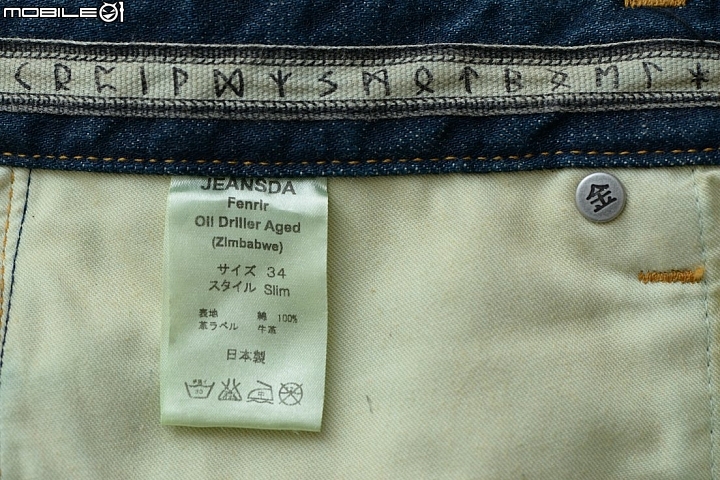 MOBILE01
ᚲ ᚱ ᛈ ᛁ ᚹ ᛞ ᛉ ᛊ ᛗ ᛟ ᛏ ᛒ ᛟ ᛖ ᛚ
JEANSDA
Fenrir
Oil Driller Aged
(Zimbabwe)
サイズ 34
スタイル Slim
表地 綿 100%
革ラベル 牛革
日本製
金